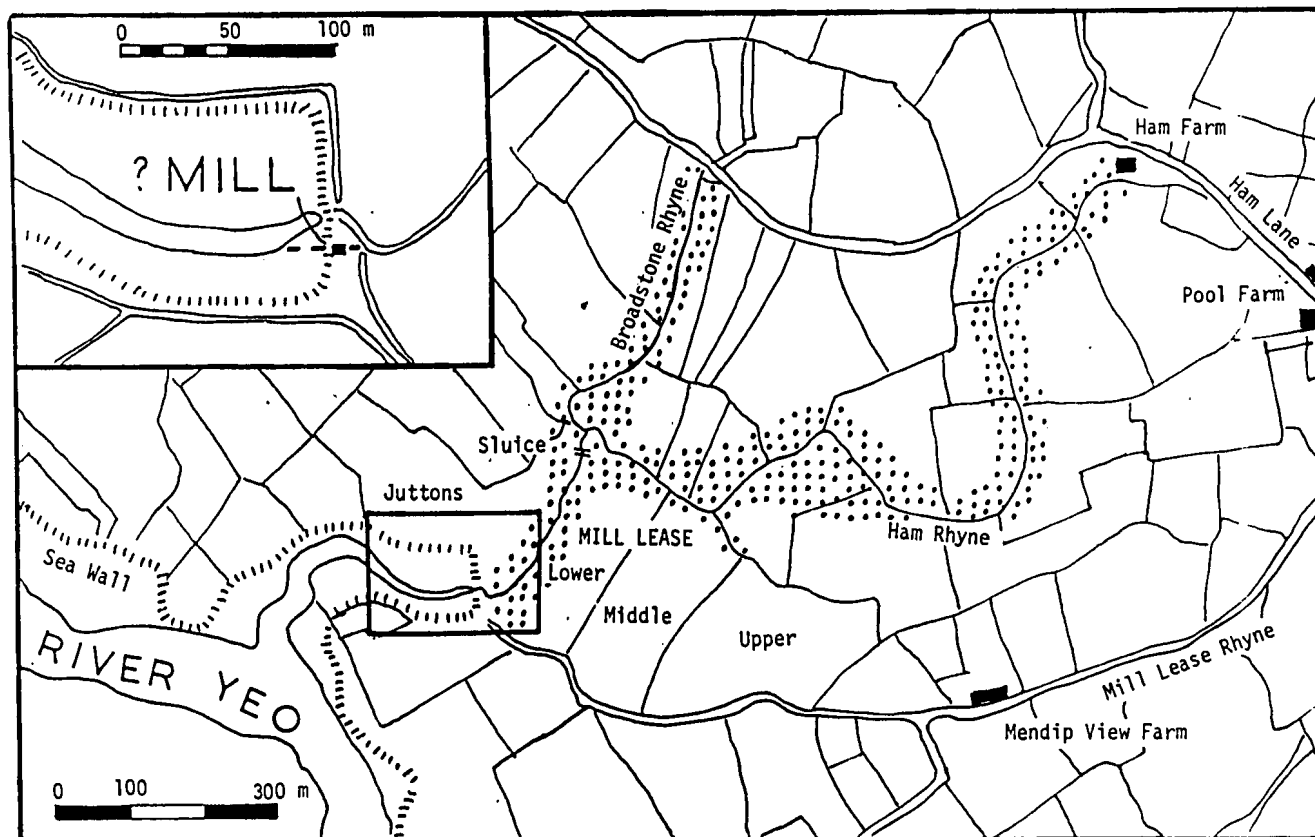 0 50 100 m
? MILL
Broadstone Rhyne
Ham Farm
Ham Lane
Pool Farm
Sluice
Juttons
Sea Wall
MILL LEASE
Lower
Middle
Upper
Ham Rhyne
RIVER YEO
Mill Lease Rhyne
Mendip View Farm
0 100 300 m